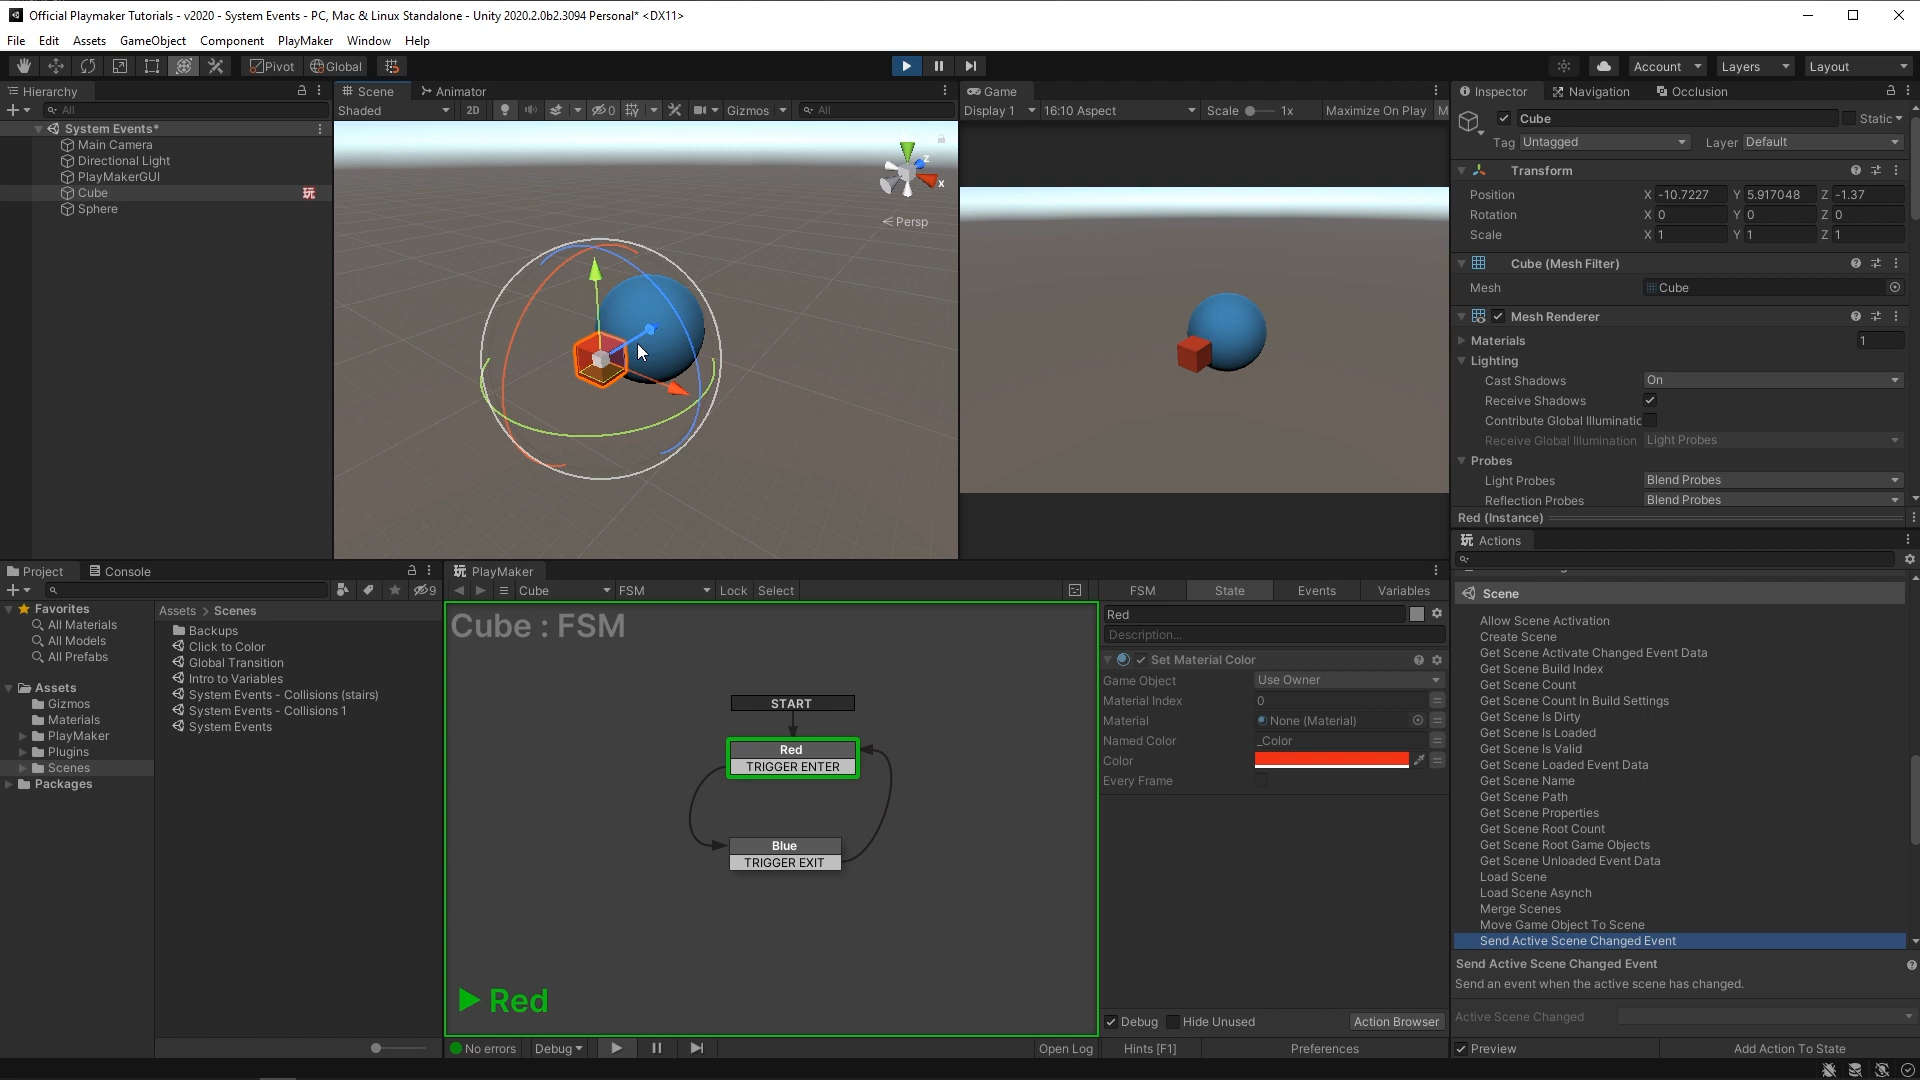 Official Playmaker Tutorials - v2020 - System Events - PC, Mac & Linux Standalone - Unity 2020.2.0b2.3094 Personal* <DX11>
File Edit Assets GameObject Component PlayMaker Window Help
Pivot Global Account Layers Layout
Hierarchy
All
System Events*
Main Camera
Directional Light
PlayMakerGUI
Cube
Sphere
Scene Animator
Shaded 2D 0 Gizmos All
y z x
< Persp
Game
Display 1 16:10 Aspect Scale 1x Maximize On Play M
Inspector Navigation Occlusion
Cube Static
Tag Untagged Layer Default
Transform
Position X -10.7227 Y 5.917048 Z -1.37
Rotation X 0 Y 0 Z 0
Scale X 1 Y 1 Z 1
Cube (Mesh Filter)
Mesh Cube
Mesh Renderer
Materials 1
Lighting
Cast Shadows On
Receive Shadows
Contribute Global Illuminatic
Receive Global Illumination Light Probes
Probes
Light Probes Blend Probes
Reflection Probes Blend Probes
Red (Instance)
Project Console
9
Favorites
All Materials
All Models
All Prefabs
Assets
Gizmos
Materials
PlayMaker
Plugins
Scenes
Packages
Assets > Scenes
Backups
Click to Color
Global Transition
Intro to Variables
System Events - Collisions (stairs)
System Events - Collisions 1
System Events
玩 PlayMaker
Cube FSM Lock Select
Cube : FSM
START
Red
TRIGGER ENTER
Blue
TRIGGER EXIT
Red
No errors Debug Open Log
FSM State Events Variables
Red
Description...
Set Material Color
Game Object Use Owner
Material Index 0
Material None (Material)
Named Color _Color
Color
Every Frame
Debug Hide Unused Action Browser
Hints [F1] Preferences
玩 Actions
Scene
Allow Scene Activation
Create Scene
Get Scene Activate Changed Event Data
Get Scene Build Index
Get Scene Count
Get Scene Count In Build Settings
Get Scene Is Dirty
Get Scene Is Loaded
Get Scene Is Valid
Get Scene Loaded Event Data
Get Scene Name
Get Scene Path
Get Scene Properties
Get Scene Root Count
Get Scene Root Game Objects
Get Scene Unloaded Event Data
Load Scene
Load Scene Asynch
Merge Scenes
Move Game Object To Scene
Send Active Scene Changed Event
Send Active Scene Changed Event
Send an event when the active scene has changed.
Active Scene Changed
Preview Add Action To State